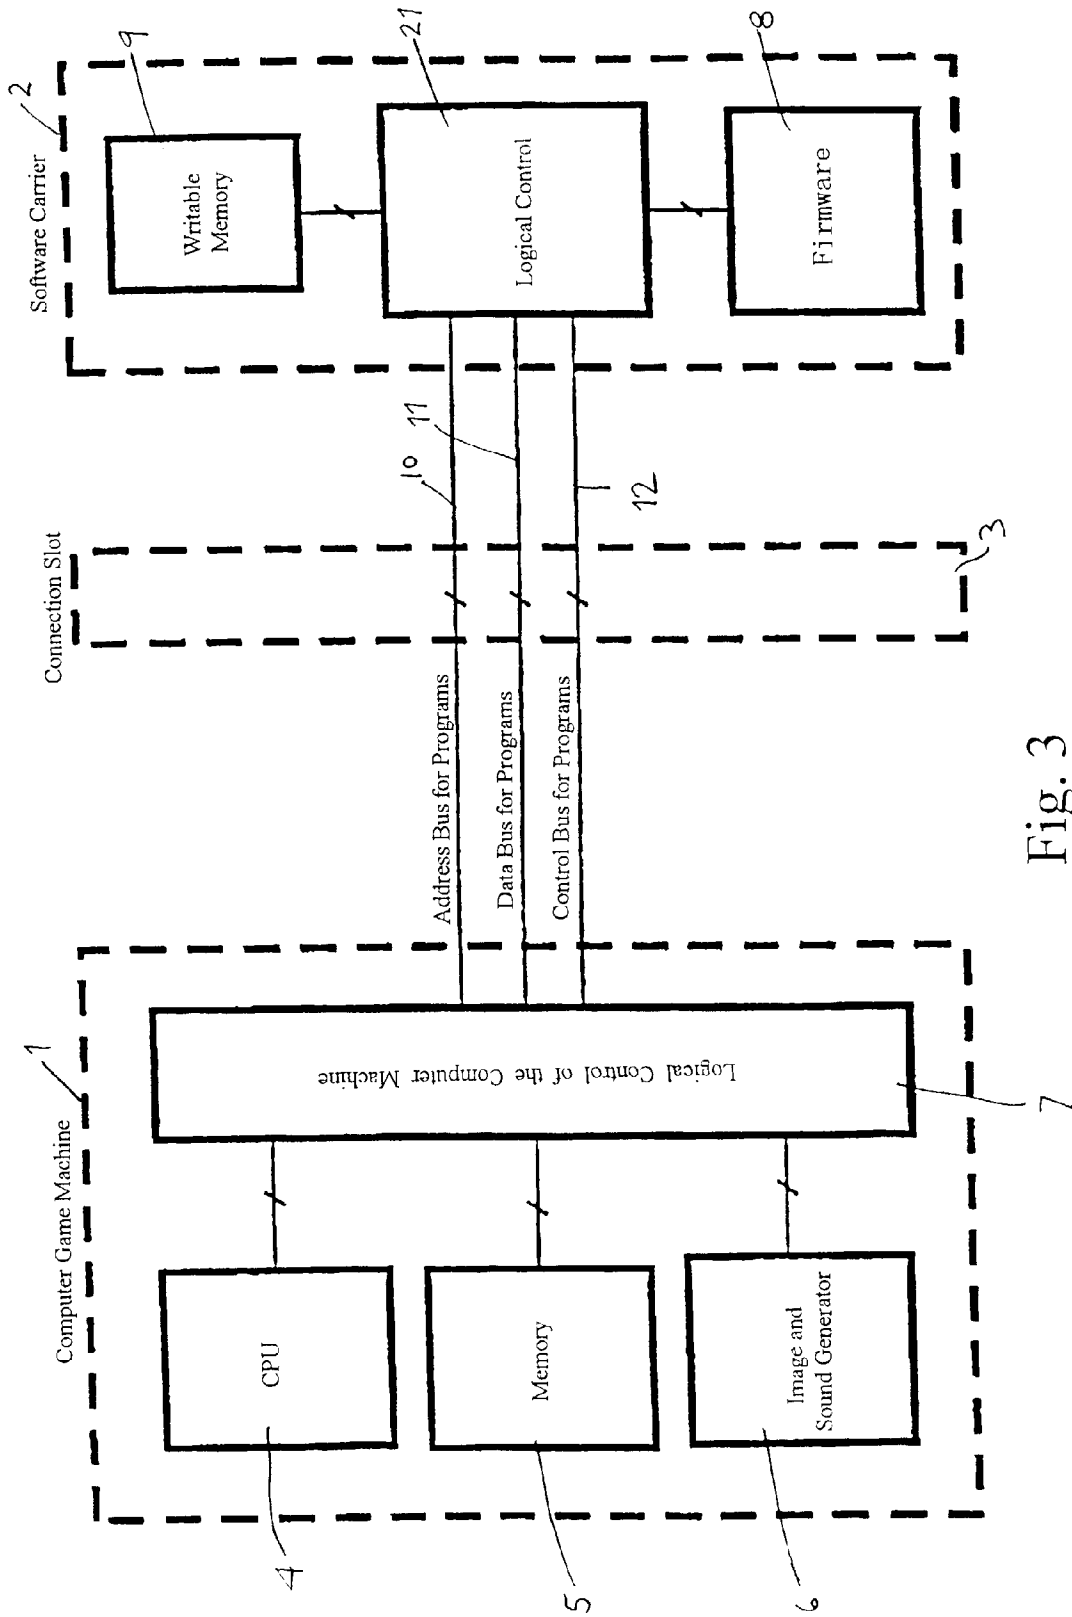 Computer Game Machine
1
CPU
4
Memory
5
Image and
Sound Generator
6
Logical Control of the Computer Machine
7
Address Bus for Programs
Data Bus for Programs
Control Bus for Programs
Connection Slot
3
10
11
12
Software Carrier
2
Writable
Memory
9
Logical Control
21
Firmware
8
Fig. 3